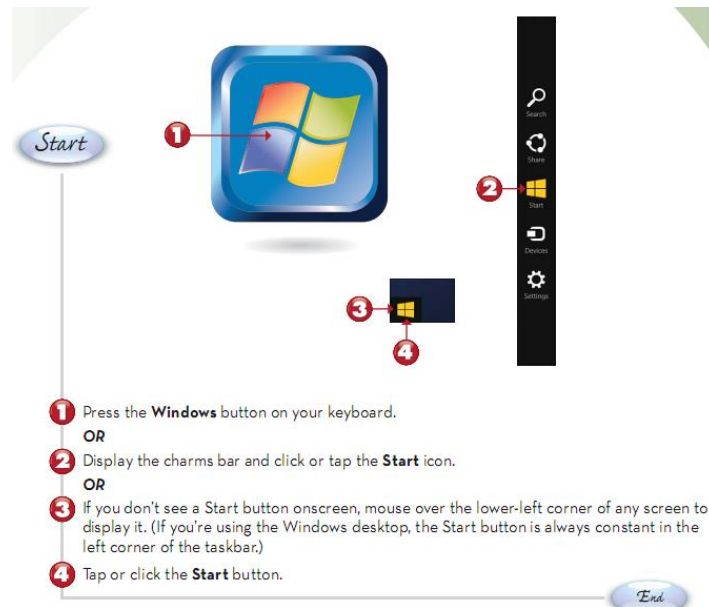 Search
Share
Start
1
2
Start
Devices
3
Settings
4
1 Press the Windows button on your keyboard.
OR
2 Display the charms bar and click or tap the Start icon.
OR
3 If you don't see a Start button onscreen, mouse over the lower-left corner of any screen to
display it. (If you're using the Windows desktop, the Start button is always constant in the
left corner of the taskbar.)
4 Tap or click the Start button.
End